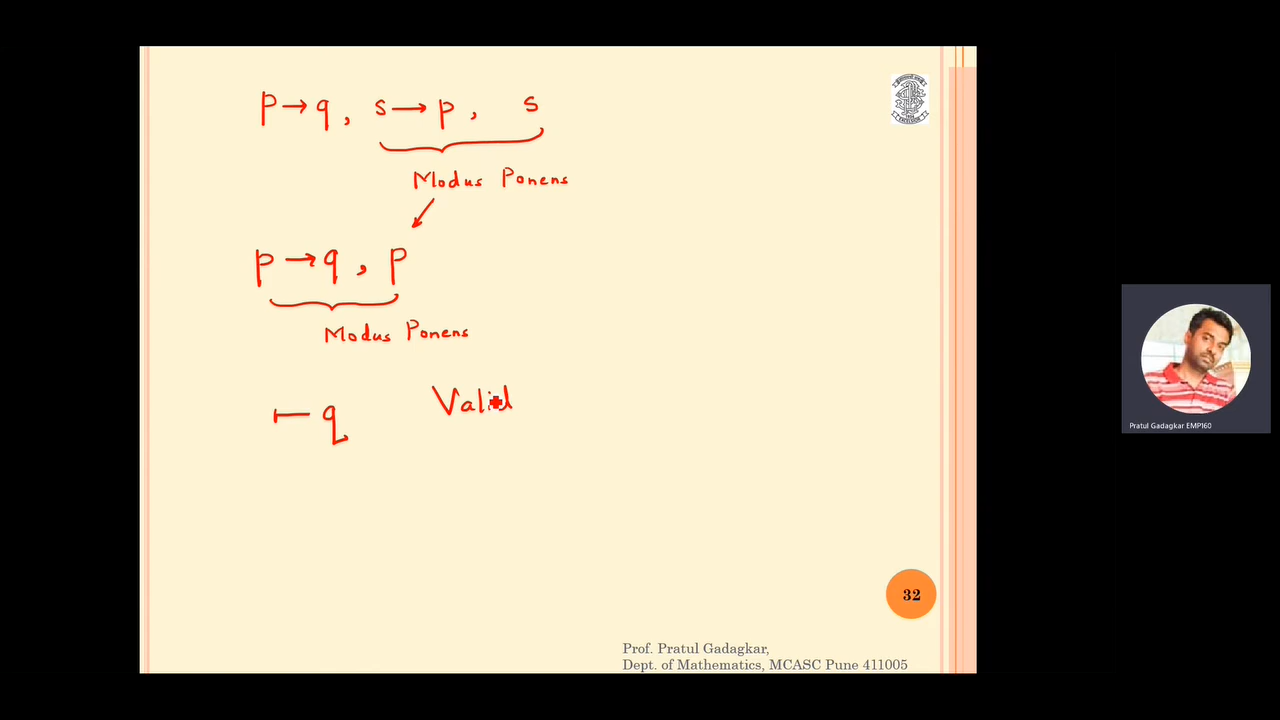 p → q , s → p , s
Modus Ponens
p → q , p
Modus Ponens
⊢ q Valid
32
Prof. Pratul Gadagkar,
Dept. of Mathematics, MCASC Pune 411005
Pratul Gadagkar EMP160